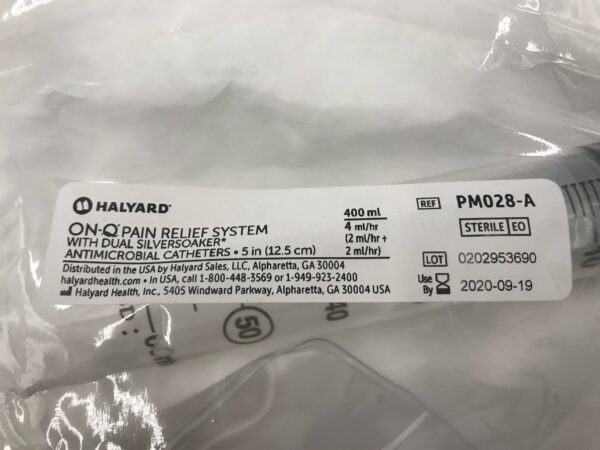 HALYARD*
ON-Q* PAIN RELIEF SYSTEM
WITH DUAL SILVERSOAKER*
ANTIMICROBIAL CATHETERS • 5 in (12.5 cm)
400 ml
4 ml/hr
(2 ml/hr +
2 ml/hr)
Distributed in the USA by Halyard Sales, LLC, Alpharetta, GA 30004
halyardhealth.com • In USA, call 1-800-448-3569 or 1-949-923-2400
Halyard Health, Inc., 5405 Windward Parkway, Alpharetta, GA 30004 USA
REF PM028-A
STERILE EO
LOT 0202953690
Use By 2020-09-19
50
40